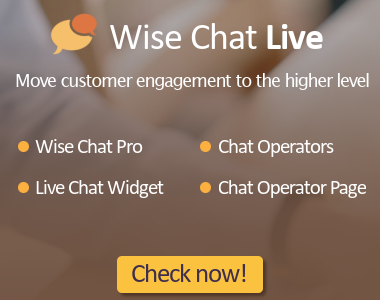 Wise Chat Live
Move customer engagement to the higher level
Wise Chat Pro
Chat Operators
Live Chat Widget
Chat Operator Page
Check now!